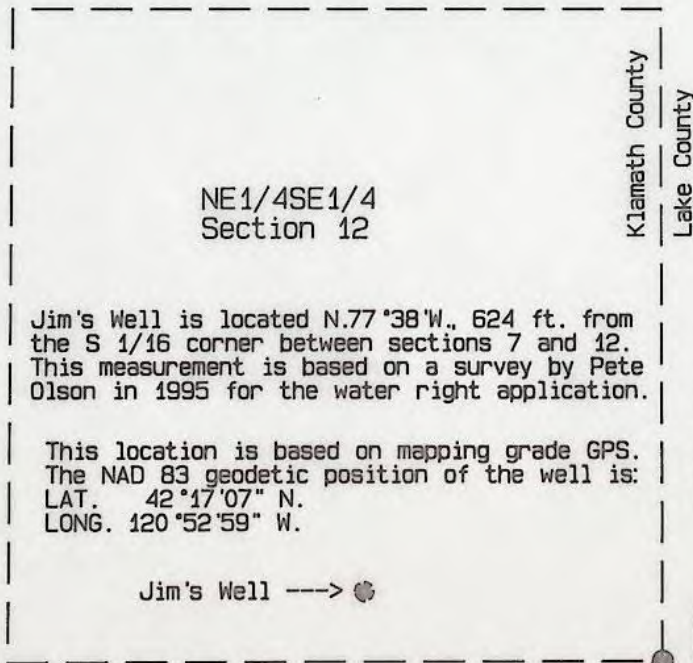 Klamath County
Lake County
NE1/4SE1/4
Section 12
Jim's Well is located N.77°38'W., 624 ft. from
the S 1/16 corner between sections 7 and 12.
This measurement is based on a survey by Pete
Olson in 1995 for the water right application.
This location is based on mapping grade GPS.
The NAD 83 geodetic position of the well is:
LAT. 42°17'07" N.
LONG. 120°52'59" W.
Jim's Well --->